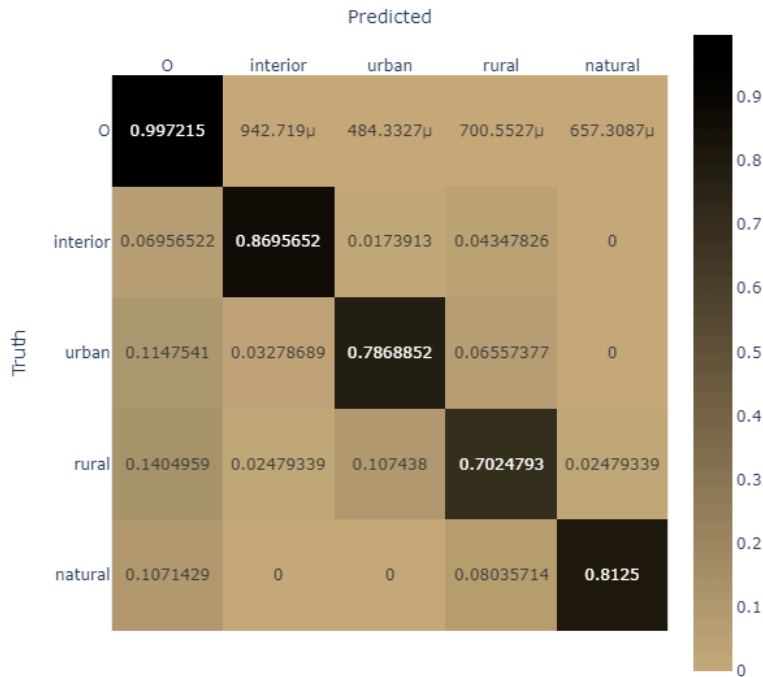 Predicted
O interior urban rural natural
O 0.997215 942.719μ 484.3327μ 700.5527μ 657.3087μ
interior 0.06956522 0.8695652 0.0173913 0.04347826 0
urban 0.1147541 0.03278689 0.7868852 0.06557377 0
rural 0.1404959 0.02479339 0.107438 0.7024793 0.02479339
natural 0.1071429 0 0 0.08035714 0.8125
Truth
0.9
0.8
0.7
0.6
0.5
0.4
0.3
0.2
0.1
0